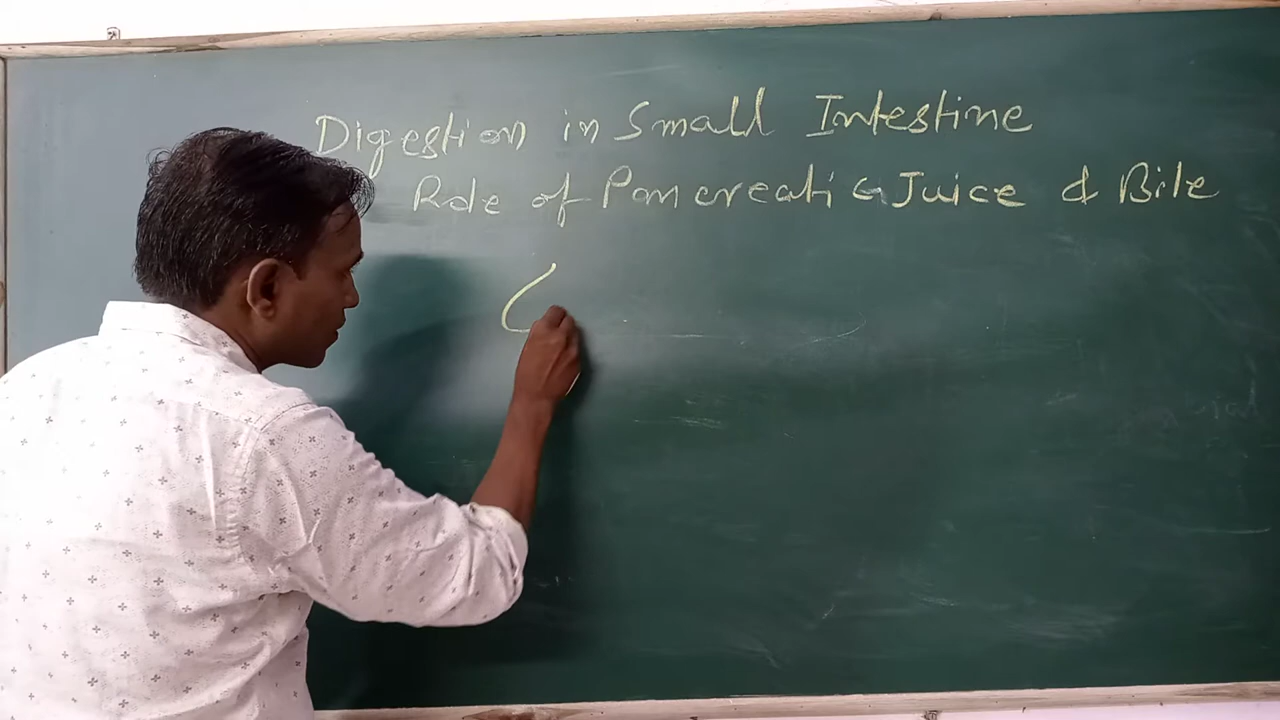 Digestion in Small Intestine
Role of Pancreatic Juice & Bile